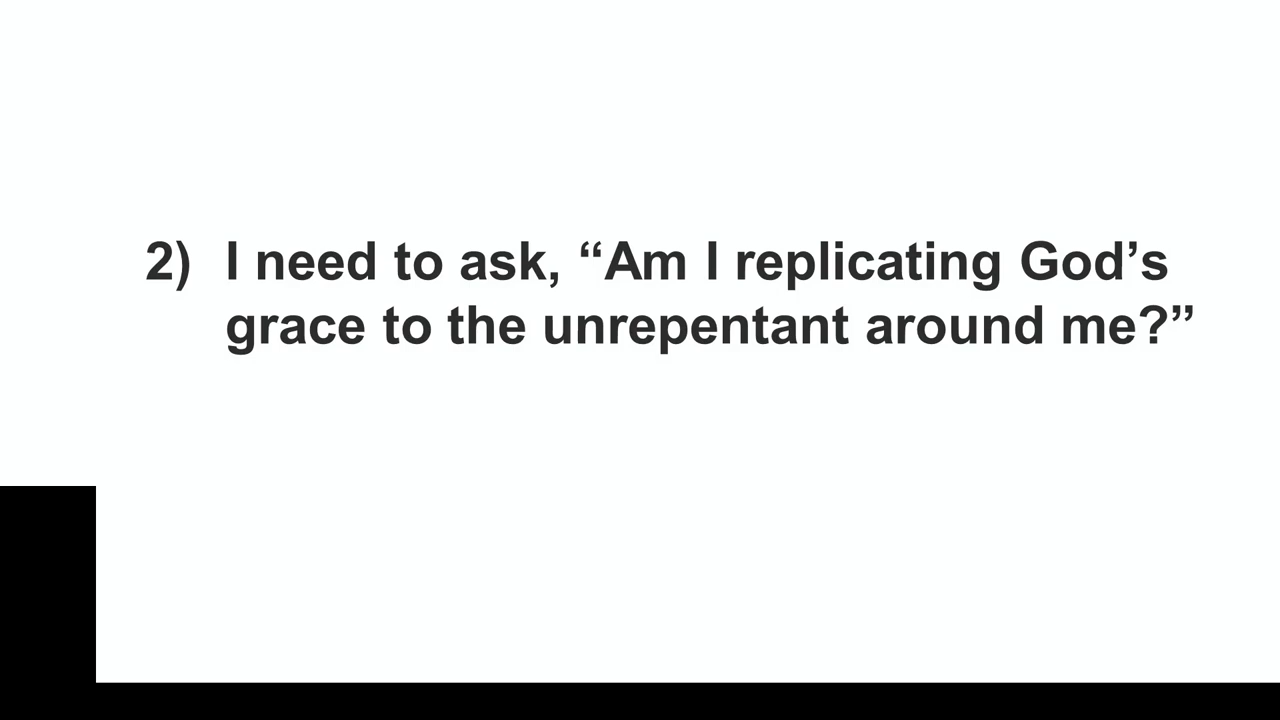 2) I need to ask, “Am I replicating God’s
grace to the unrepentant around me?”